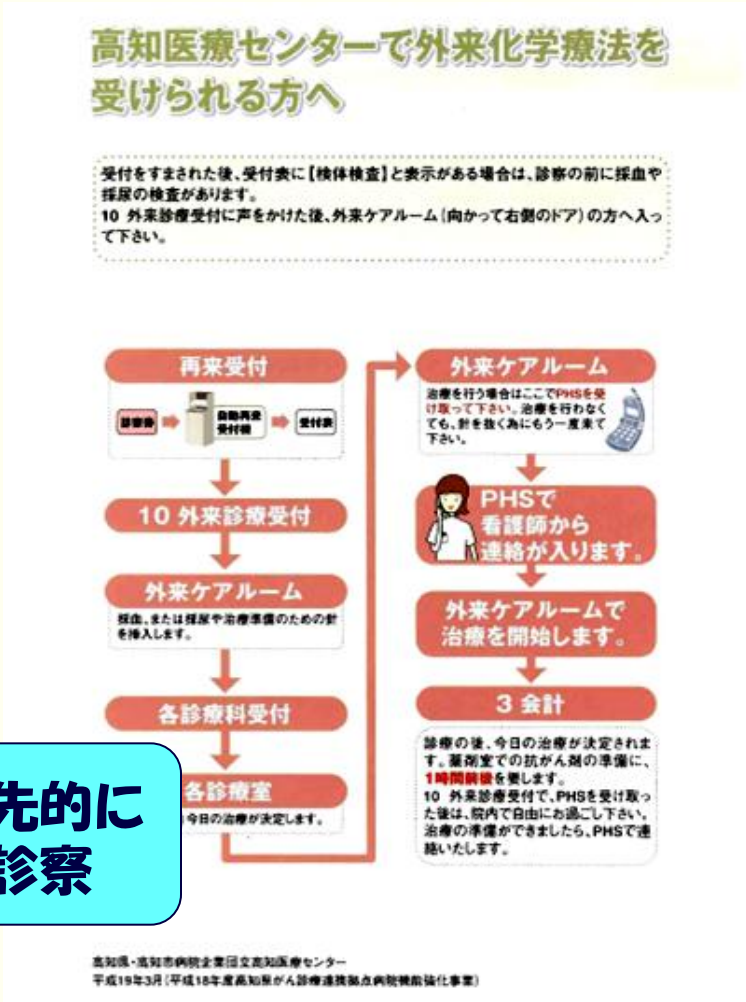 高知医療センターで外来化学療法を
受けられる方へ
受付をすまされた後、受付表に【検体検査】と表示がある場合は、診察の前に採血や
採尿の検査があります。
10 外来診療受付に声をかけた後、外来ケアルーム(向かって右側のドア)の方へ入っ
て下さい。
再来受付
診察券
自動再来
受付機
受付表
10 外来診療受付
外来ケアルーム
採血、または採尿や治療準備のための針
を挿入します。
各診療科受付
各診療室
今日の治療が決定します。
先的に
診察
外来ケアルーム
治療を行う場合はここでPHSを受
け取って下さい。治療を行わなく
ても、針を抜く為にもう一度来て
下さい。
PHSで
看護師から
連絡が入ります。
外来ケアルームで
治療を開始します。
3 会計
診療の後、今日の治療が決定されま
す。薬剤室での抗がん剤の準備に、
1時間前後を要します。
10 外来診療受付で、PHSを受け取っ
た後は、院内で自由にお過ごし下さい。
治療の準備ができましたら、PHSで連
絡いたします。
高知県・高知市病院企業団立高知医療センター
平成19年3月(平成18年度高知県がん診療連携拠点病院機能強化事業)